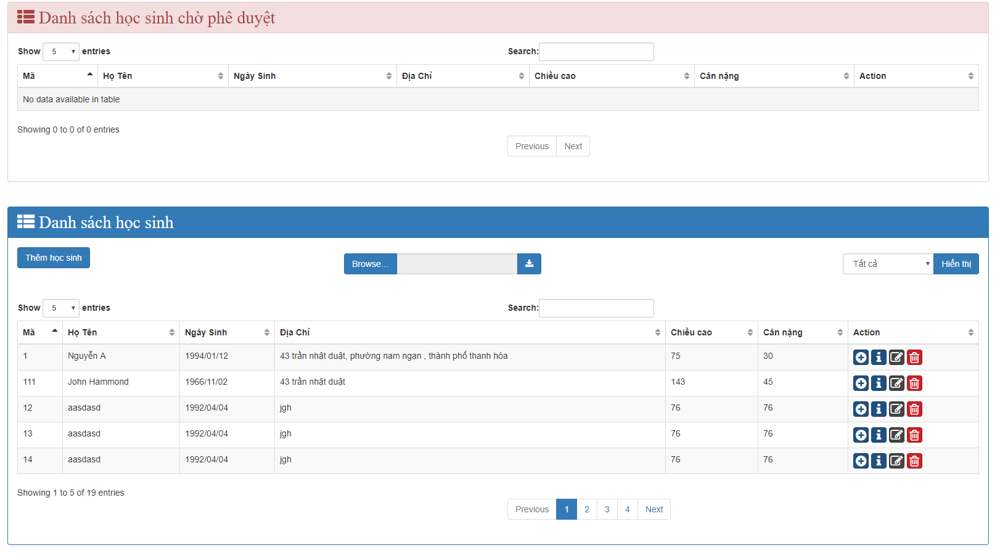 Danh sách học sinh chờ phê duyệt
Show 5 entries Search:
Mã Họ Tên Ngày Sinh Địa Chỉ Chiều cao Cân nặng Action
No data available in table
Showing 0 to 0 of 0 entries
Previous Next
Danh sách học sinh
Thêm học sinh Browse... Tất cả Hiển thị
Show 5 entries Search:
Mã Họ Tên Ngày Sinh Địa Chỉ Chiều cao Cân nặng Action
1 Nguyễn A 1994/01/12 43 trần nhật duật, phường nam ngạn , thành phố thanh hóa 75 30
111 John Hammond 1966/11/02 43 trần nhật duật 143 45
12 aasdasd 1992/04/04 jgh 76 76
13 aasdasd 1992/04/04 jgh 76 76
14 aasdasd 1992/04/04 jgh 76 76
Showing 1 to 5 of 19 entries
Previous 1 2 3 4 Next